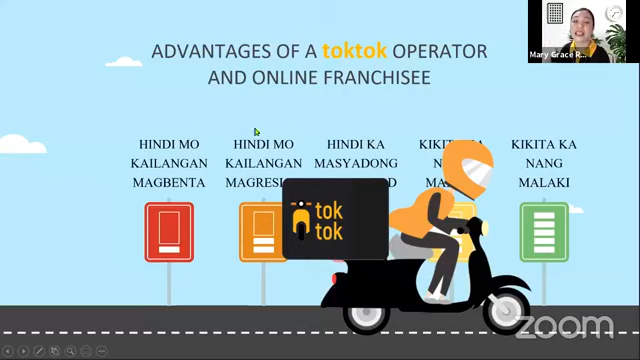 Mary Grace R...
ADVANTAGES OF A toktok OPERATOR
AND ONLINE FRANCHISEE
HINDI MO
KAILANGAN
MAGBENTA
HINDI MO
KAILANGAN
HINDI KA
MASYADONG
KIKITA KA
NANG
MALAKI
tok
tok
zoom